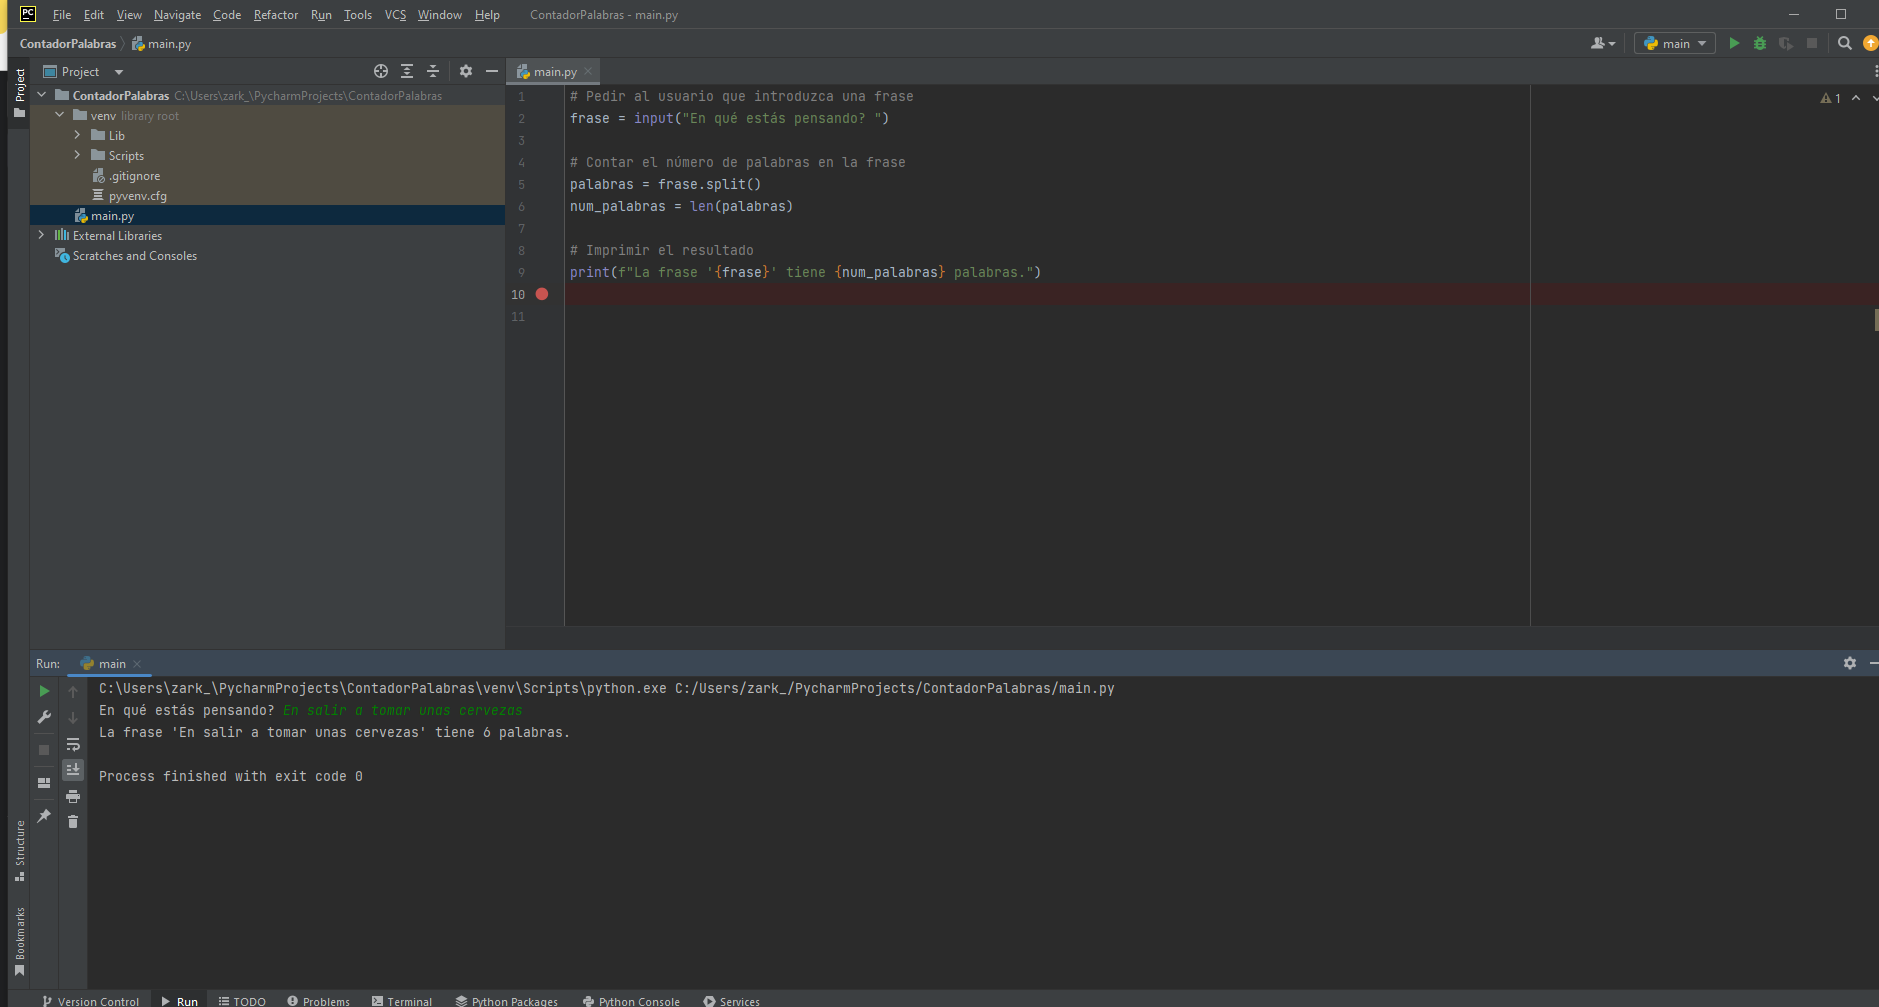 PC File Edit View Navigate Code Refactor Run Tools VCS Window Help ContadorPalabras - main.py
ContadorPalabras main.py main
Project
Project main.py
ContadorPalabras C:\Users\zark_\PycharmProjects\ContadorPalabras
venv library root
Lib
Scripts
.gitignore
pyvenv.cfg
main.py
External Libraries
Scratches and Consoles
1 # Pedir al usuario que introduzca una frase
2 frase = input("En qué estás pensando? ")
3
4 # Contar el número de palabras en la frase
5 palabras = frase.split()
6 num_palabras = len(palabras)
7
8 # Imprimir el resultado
9 print(f"La frase '{frase}' tiene {num_palabras} palabras.")
10
11
1
Run: main
C:\Users\zark_\PycharmProjects\ContadorPalabras\venv\Scripts\python.exe C:/Users/zark_/PycharmProjects/ContadorPalabras/main.py
En qué estás pensando? En salir a tomar unas cervezas
La frase 'En salir a tomar unas cervezas' tiene 6 palabras.
Process finished with exit code 0
Structure
Bookmarks
Version Control Run TODO Problems Terminal Python Packages Python Console Services